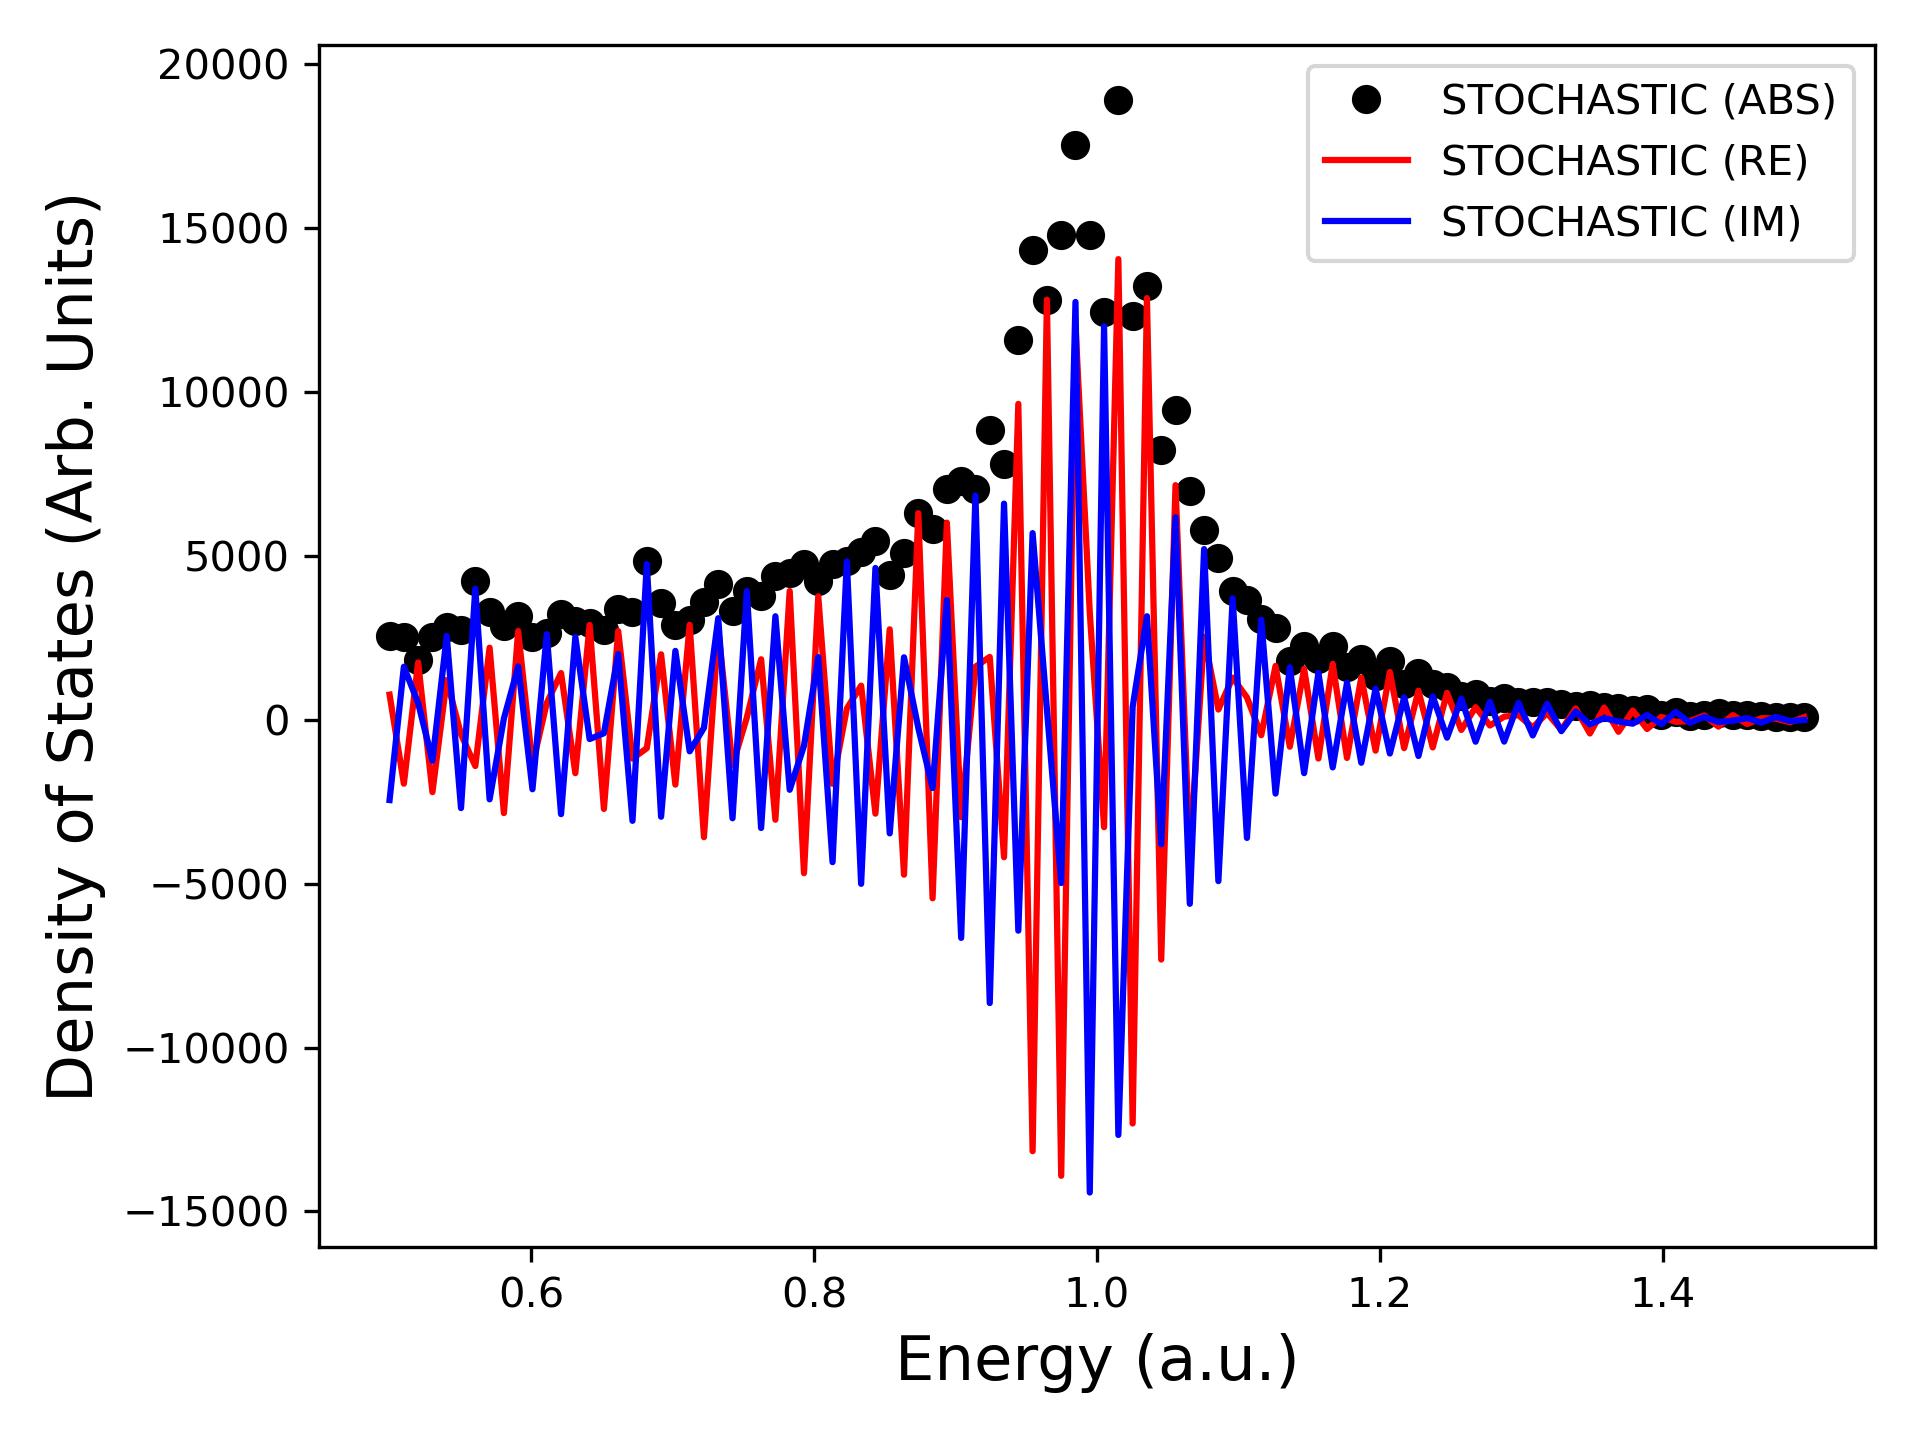 20000
15000
10000
5000
0
−5000
−10000
−15000
Density of States (Arb. Units)
STOCHASTIC (ABS)
STOCHASTIC (RE)
STOCHASTIC (IM)
0.6 0.8 1.0 1.2 1.4
Energy (a.u.)